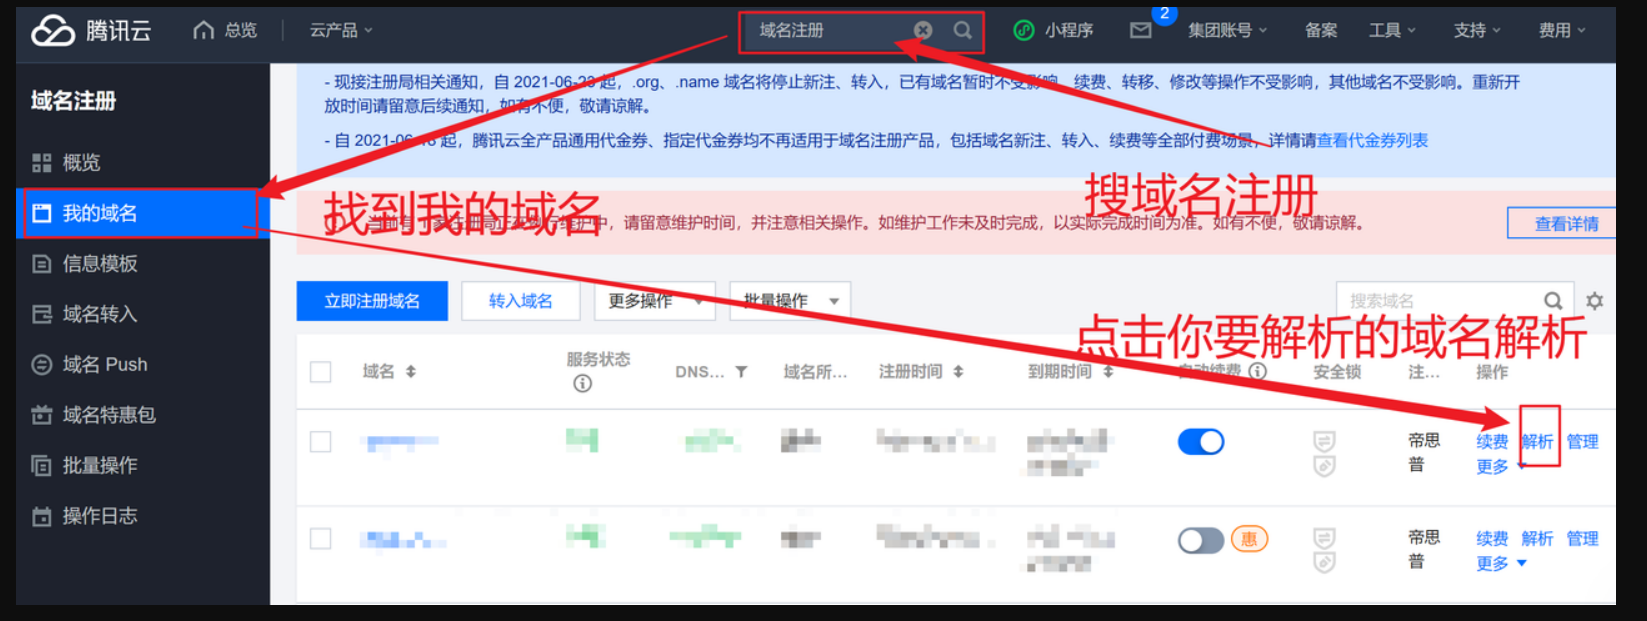 腾讯云 总览 云产品 域名注册 小程序 2 集团账号 备案 工具 支持 费用
域名注册
概览
我的域名
信息模板
域名转入
域名 Push
域名特惠包
批量操作
操作日志
- 现接注册局相关通知，自 2021-06-23 起，.org、.name 域名将停止新注、转入，已有域名暂时不受影响，续费、转移、修改等操作不受影响，其他域名不受影响。重新开
放时间请留意后续通知，如有不便，敬请谅解。
- 自 2021-06- 起，腾讯云全产品通用代金券、指定代金券均不再适用于域名注册产品，包括域名新注、转入、续费等全部付费场景，详情请查看代金券列表
搜域名注册
找到我的域名
当前有 注册局正在 维护中，请留意维护时间，并注意相关操作。如维护工作未及时完成，以实际完成时间为准。如有不便，敬请谅解。 查看详情
立即注册域名 转入域名 更多操作 批量操作 搜索域名
点击你要解析的域名解析
域名 服务状态 DNS... 域名所... 注册时间 到期时间 自动续费 安全锁 注... 操作
帝思普 续费 解析 管理
更多
惠 帝思普 续费 解析 管理
更多